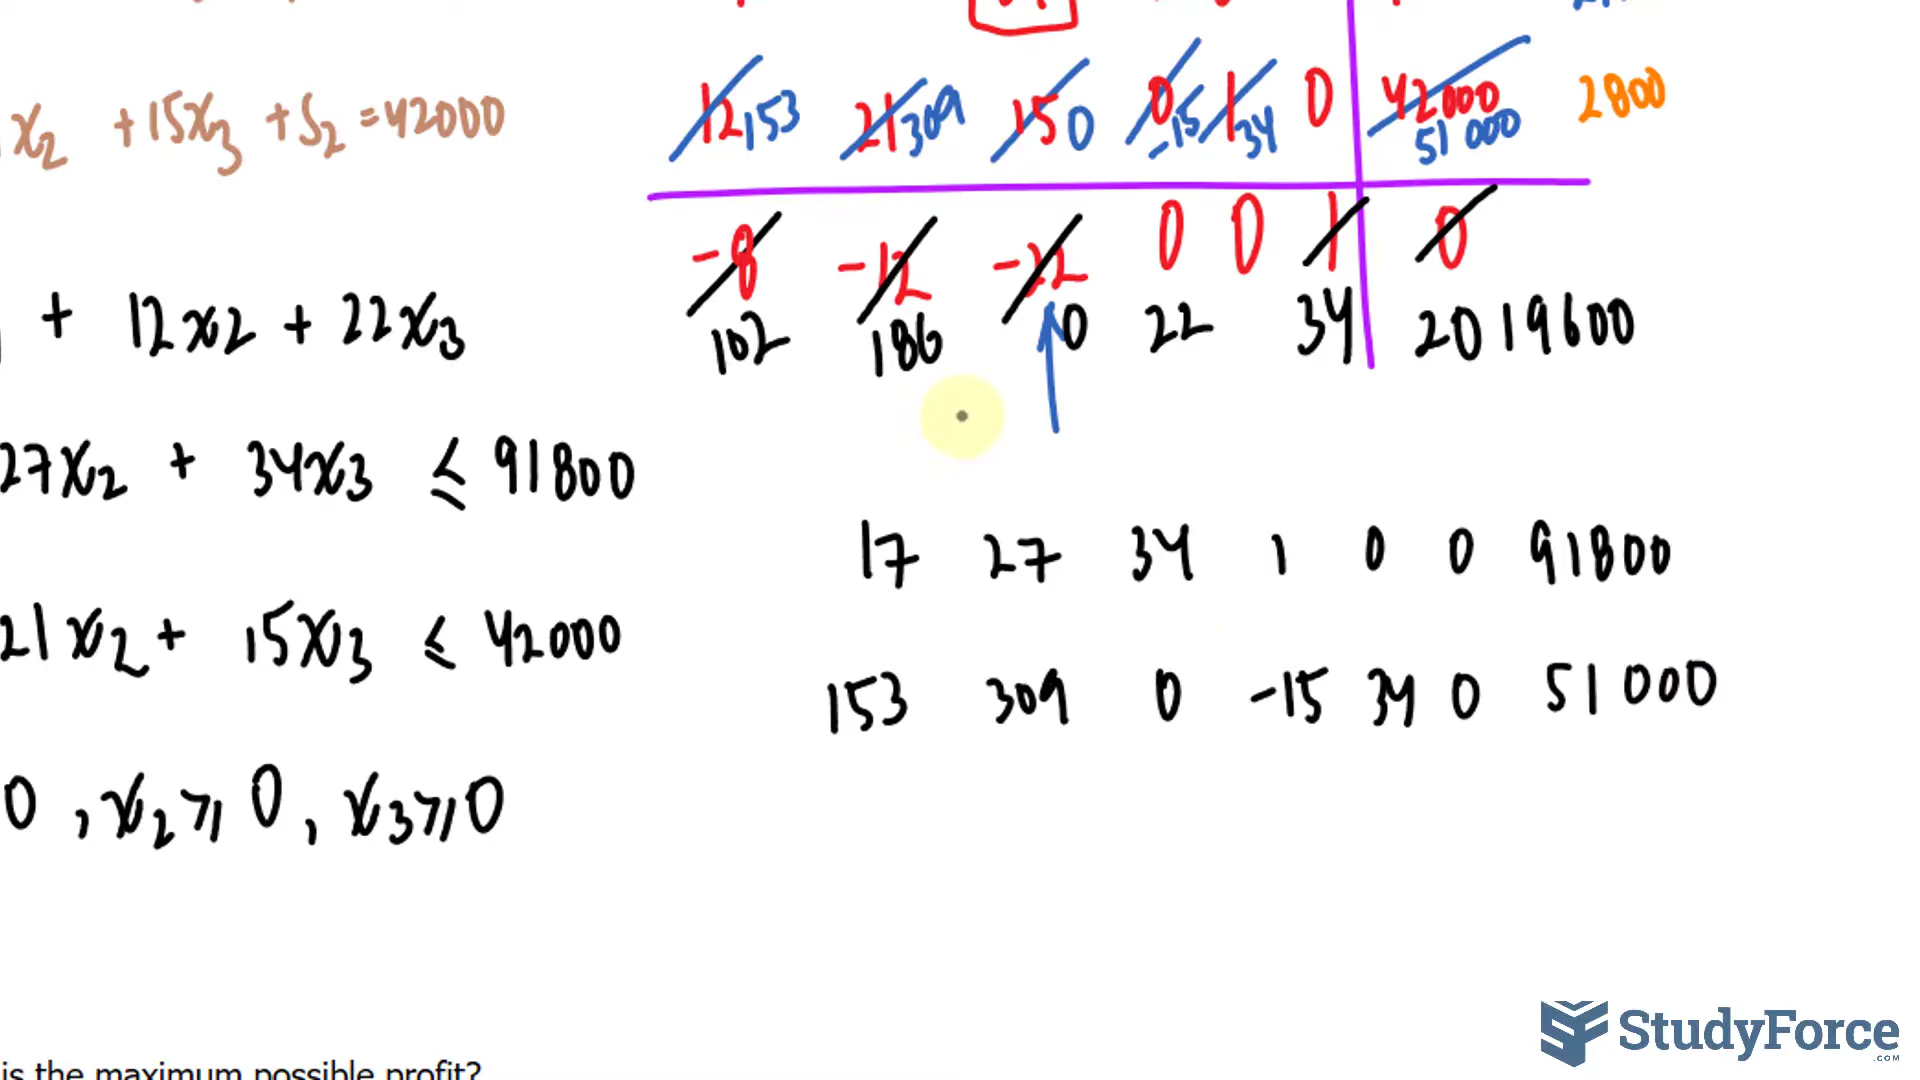 x2 + 15x3 + S2 = 42000
12 153 21 309 15 0 0 -15 1 34 0 42000 51 000 2800
-8 -12 -22 0 0 1 0
+ 12x2 + 22x3
102 186 0 22 34 2019600
27x2 + 34x3 ≤ 91800
17 27 34 1 0 0 91800
21x2 + 15x3 ≤ 42000
153 309 0 -15 34 0 51000
0 , x2 ≥ 0 , x3 ≥ 0
StudyForce
.COM
is the maximum possible profit?